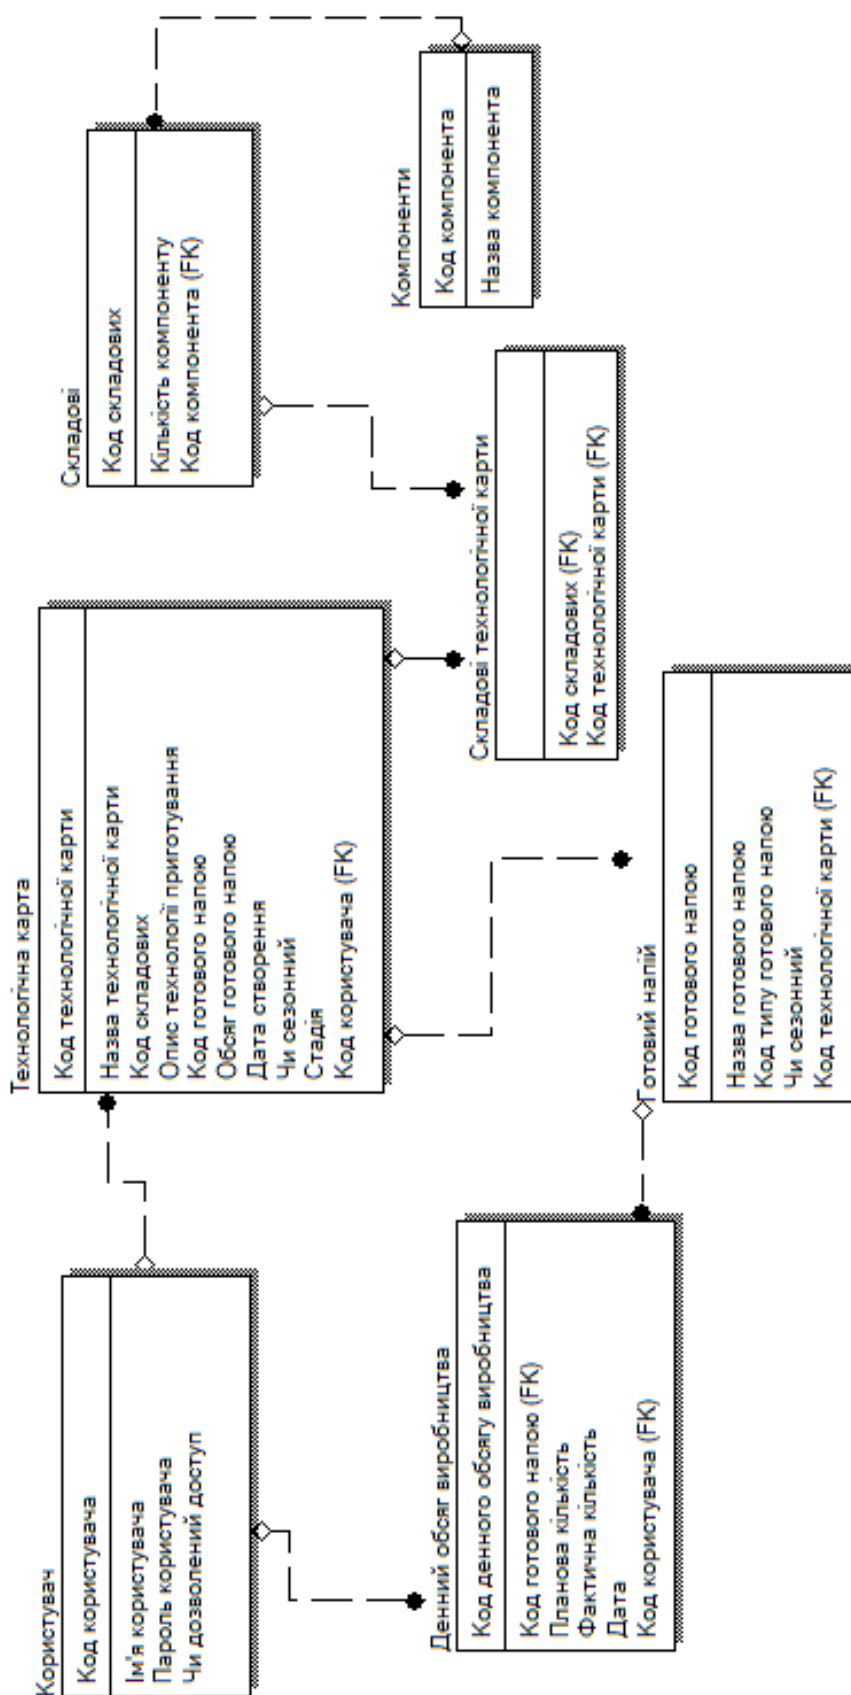 Користувач
Код користувача
Ім'я користувача
Пароль користувача
Чи дозволений доступ
Технологічна карта
Код технологічної карти
Назва технологічної карти
Код складових
Опис технології приготування
Код готового напою
Обсяг готового напою
Дата створення
Чи сезонний
Стадія
Код користувача (FK)
Складові
Код складових
Кількість компоненту
Код компонента (FK)
Компоненти
Код компонента
Назва компонента
Складові технологічної карти
Код складових (FK)
Код технологічної карти (FK)
Денний обсяг виробництва
Код денного обсягу виробництва
Код готового напою (FK)
Планова кількість
Фактична кількість
Дата
Код користувача (FK)
Готовий напій
Код готового напою
Назва готового напою
Код типу готового напою
Чи сезонний
Код технологічної карти (FK)